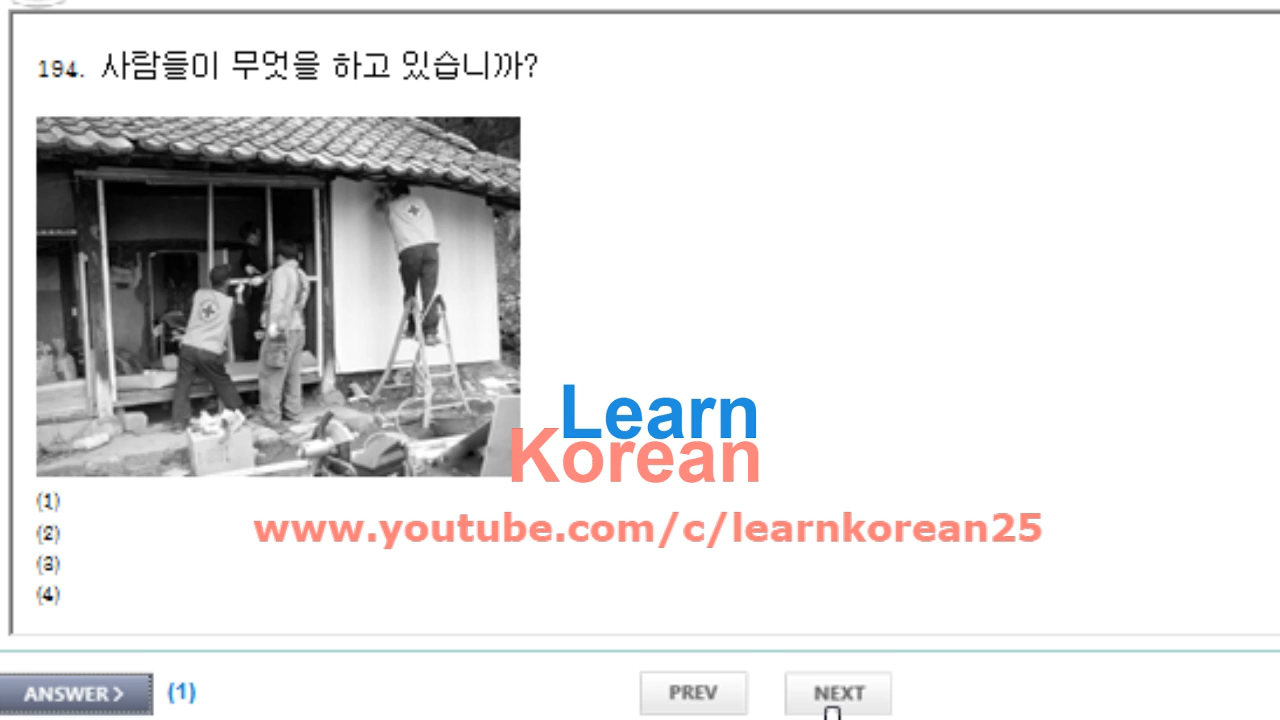 194. 사람들이 무엇을 하고 있습니까?
Learn
Korean
(1)
www.youtube.com/c/learnkorean25
(2)
(3)
(4)
ANSWER > (1) PREV NEXT